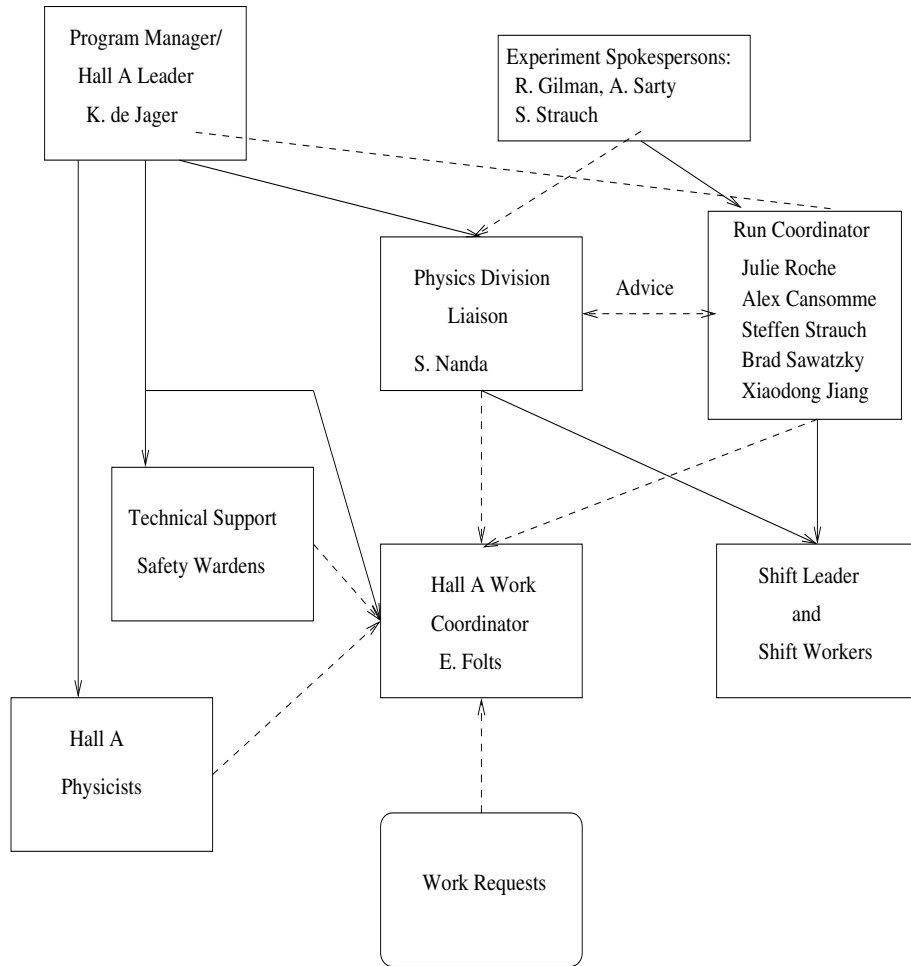 Program Manager/
Hall A Leader
K. de Jager
Experiment Spokespersons:
R. Gilman, A. Sarty
S. Strauch
Run Coordinator
Julie Roche
Alex Cansomme
Steffen Strauch
Brad Sawatzky
Xiaodong Jiang
Physics Division
Liaison
S. Nanda
Advice
Technical Support
Safety Wardens
Hall A Work
Coordinator
E. Folts
Shift Leader
and
Shift Workers
Hall A
Physicists
Work Requests